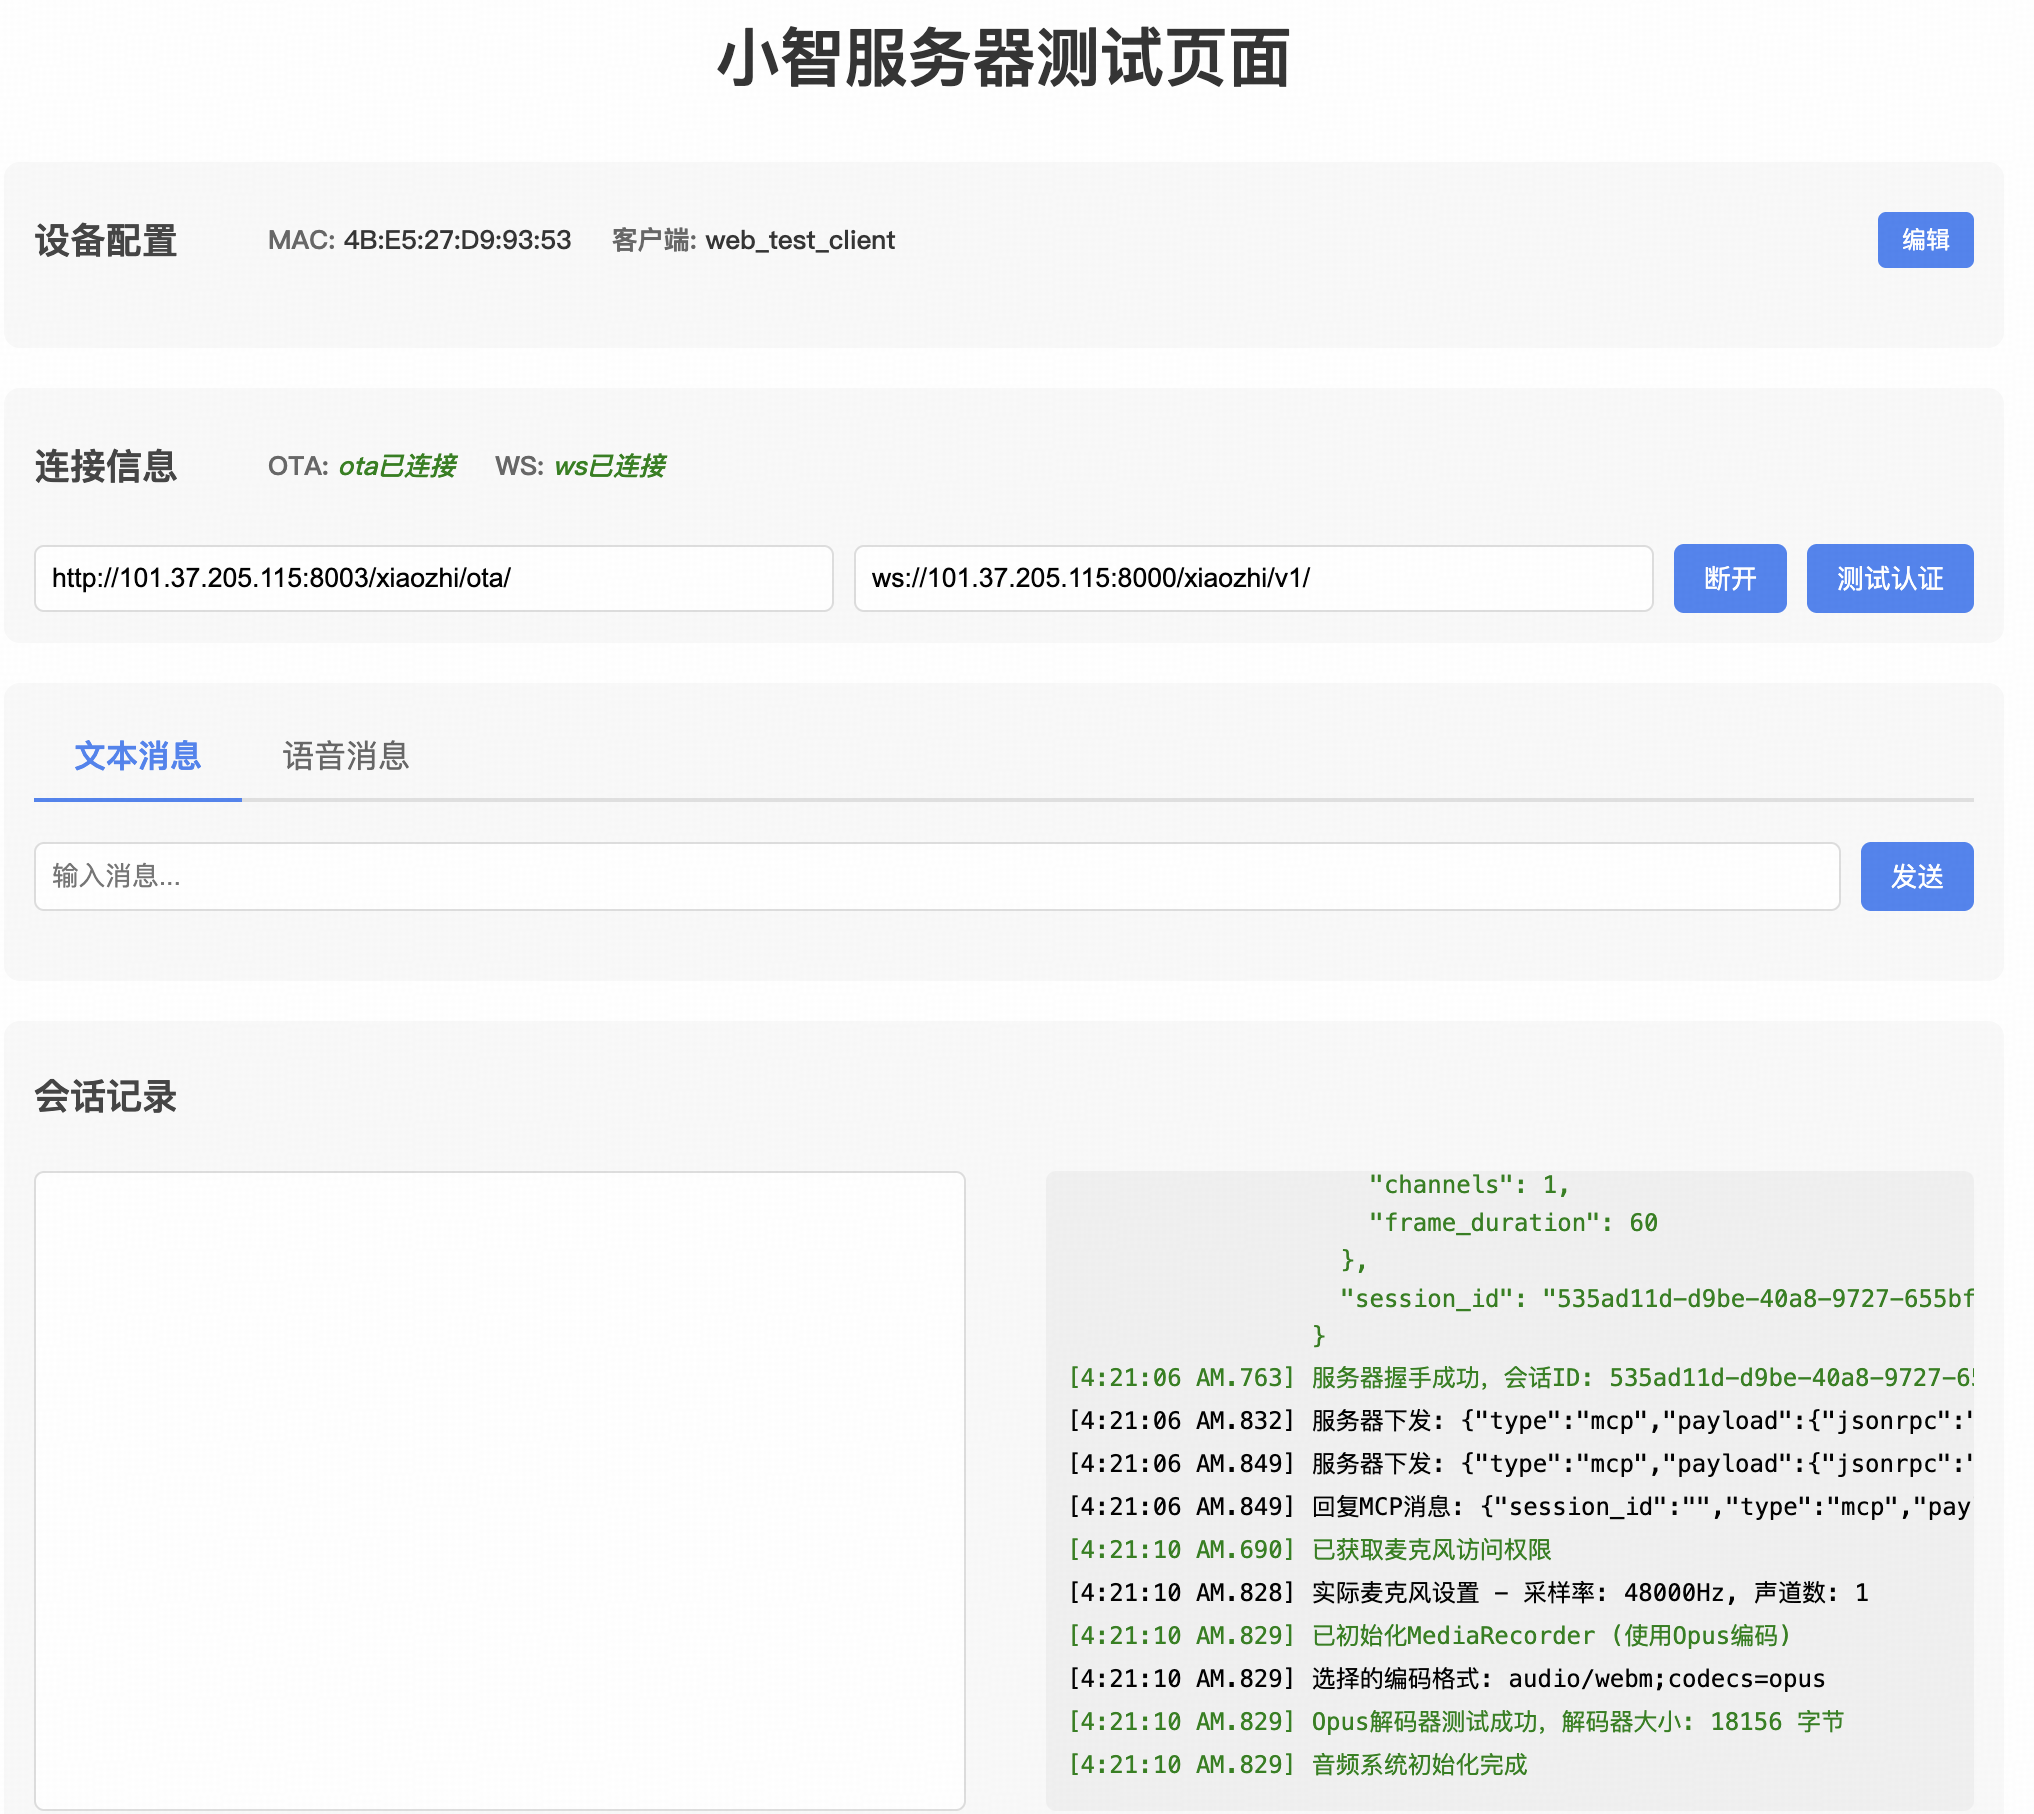 小智服务器测试页面
设备配置 MAC: 4B:E5:27:D9:93:53 客户端: web_test_client 编辑
连接信息 OTA: ota已连接 WS: ws已连接
http://101.37.205.115:8003/xiaozhi/ota/ ws://101.37.205.115:8000/xiaozhi/v1/ 断开 测试认证
文本消息 语音消息
输入消息... 发送
会话记录
"channels": 1,
"frame_duration": 60
},
"session_id": "535ad11d-d9be-40a8-9727-655bf
}
[4:21:06 AM.763] 服务器握手成功，会话ID: 535ad11d-d9be-40a8-9727-65
[4:21:06 AM.832] 服务器下发: {"type":"mcp","payload":{"jsonrpc":"
[4:21:06 AM.849] 服务器下发: {"type":"mcp","payload":{"jsonrpc":"
[4:21:06 AM.849] 回复MCP消息: {"session_id":"","type":"mcp","pay
[4:21:10 AM.690] 已获取麦克风访问权限
[4:21:10 AM.828] 实际麦克风设置 - 采样率: 48000Hz, 声道数: 1
[4:21:10 AM.829] 已初始化MediaRecorder (使用Opus编码)
[4:21:10 AM.829] 选择的编码格式: audio/webm;codecs=opus
[4:21:10 AM.829] Opus解码器测试成功，解码器大小: 18156 字节
[4:21:10 AM.829] 音频系统初始化完成